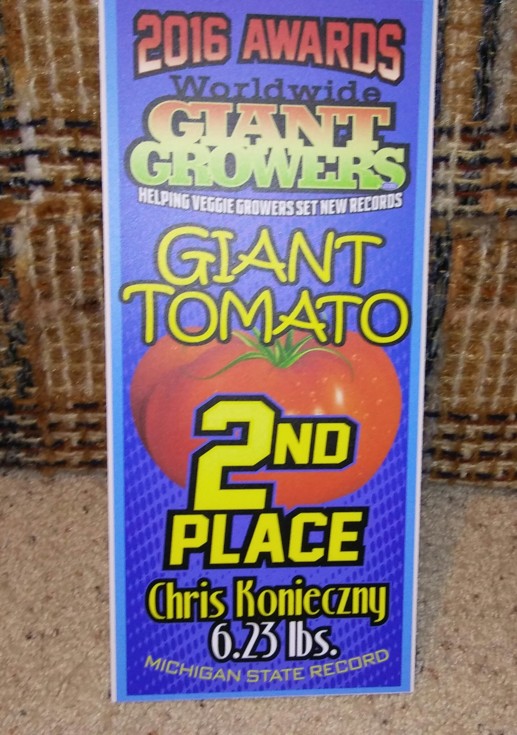 2016 AWARDS
Worldwide
GIANT
GROWERS
HELPING VEGGIE GROWERS SET NEW RECORDS
GIANT
TOMATO
2ND
PLACE
Chris Konieczny
6.23 lbs.
MICHIGAN STATE RECORD